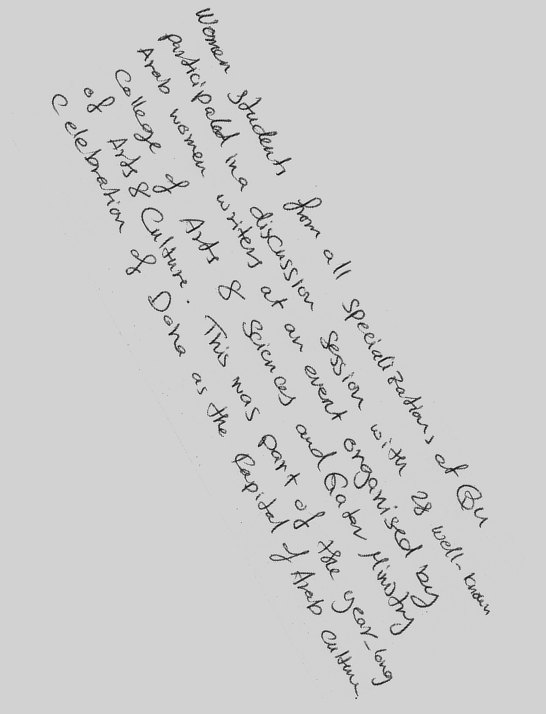 Women students from all specializations at QU
participated in a discussion session with 28 well-known
Arab women writers at an event organised by
College of Arts & Sciences and Qatar Ministry
of Arts & Culture. This was part of the year-long
Celebration of Doha as the Capital of Arab Culture.